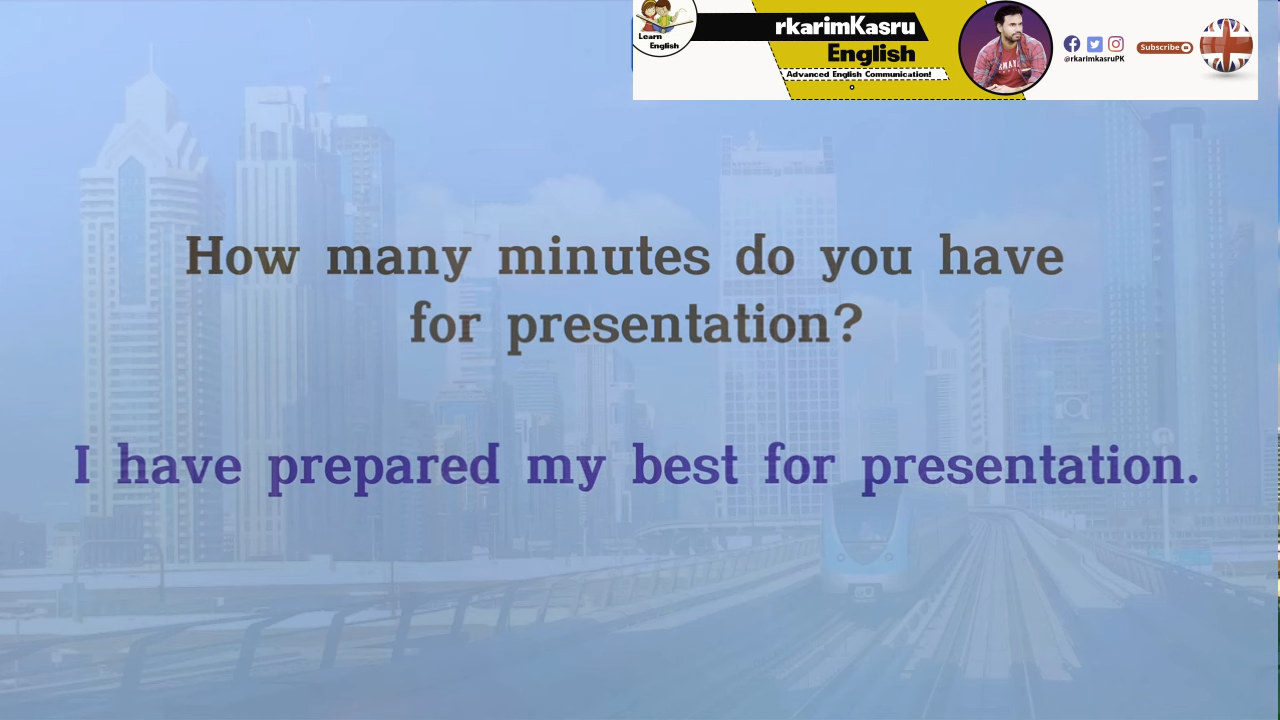 Learn
English
rkarimKasru
English
Advanced English Communication!
@rkarimkasruPK
Subscribe
How many minutes do you have
for presentation?
I have prepared my best for presentation.